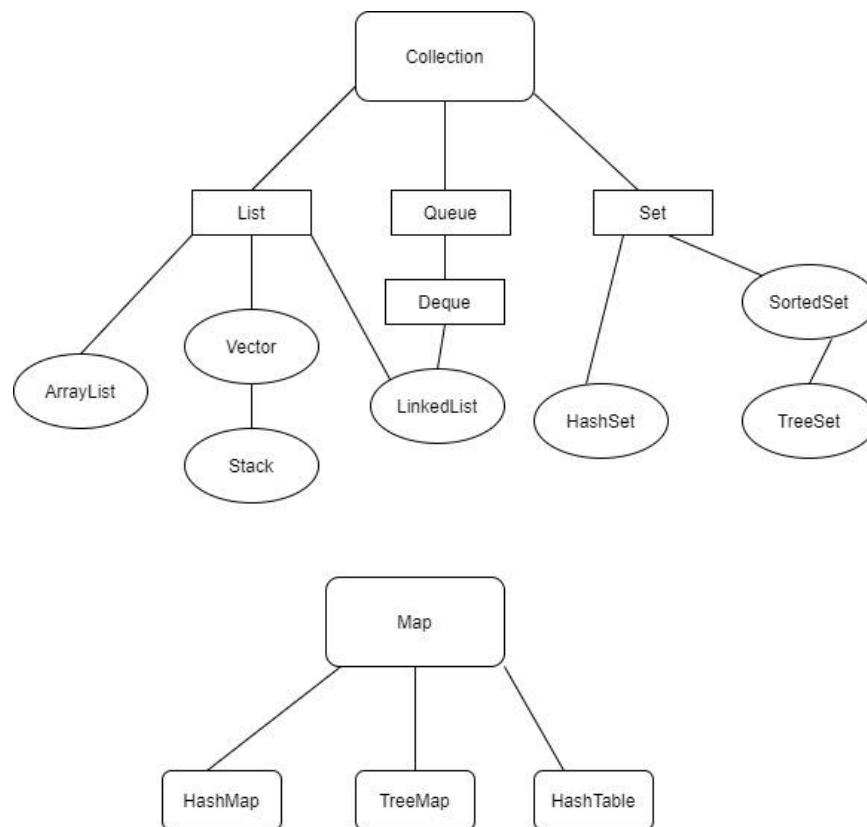 Collection
List
Queue
Set
Deque
SortedSet
Vector
ArrayList
LinkedList
HashSet
TreeSet
Stack
Map
HashMap
TreeMap
HashTable